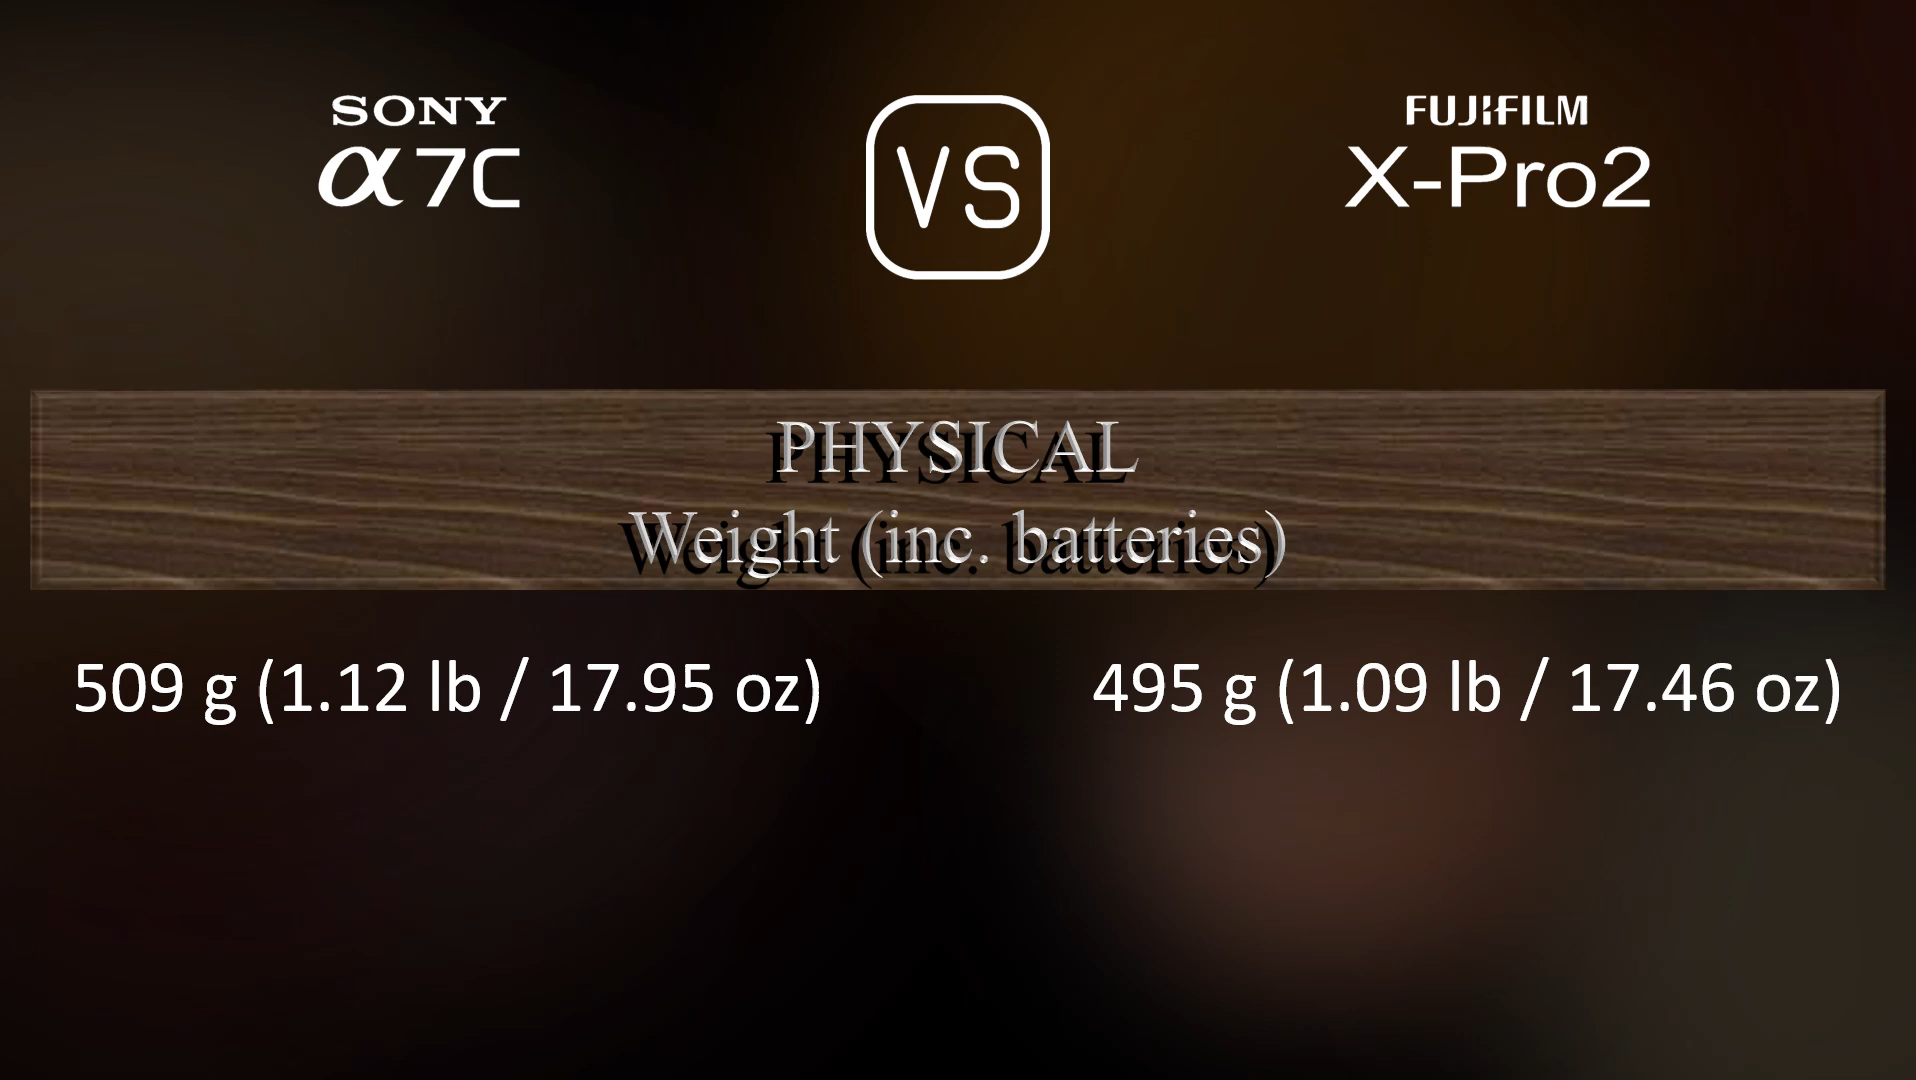 SONY
α7C
VS
FUJIFILM
X-Pro2
PHYSICAL
Weight (inc. batteries)
509 g (1.12 lb / 17.95 oz)
495 g (1.09 lb / 17.46 oz)